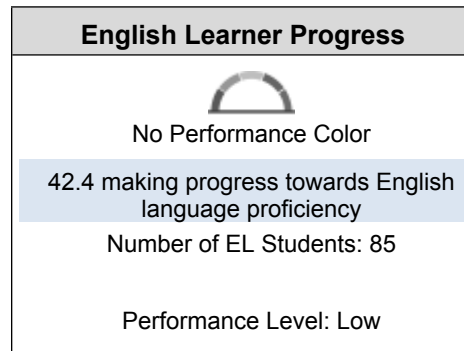 English Learner Progress
No Performance Color
42.4 making progress towards English
language proficiency
Number of EL Students: 85
Performance Level: Low